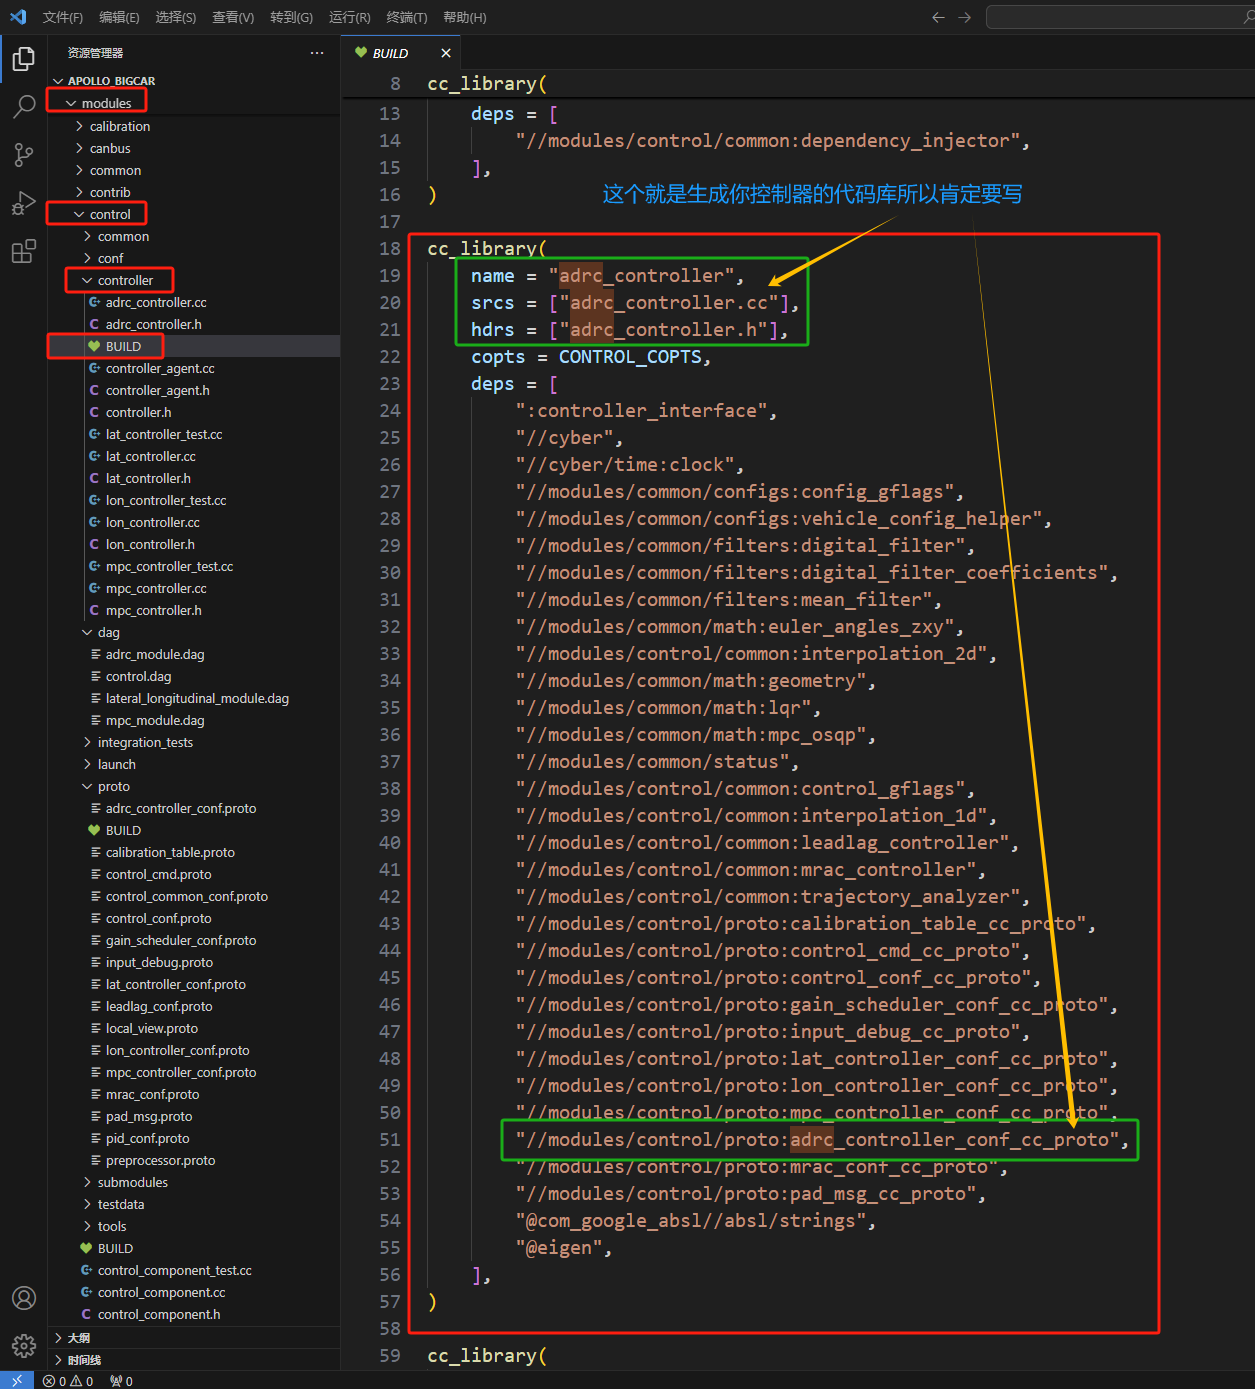 文件(F) 编辑(E) 选择(S) 查看(V) 转到(G) 运行(R) 终端(T) 帮助(H)
资源管理器
APOLLO_BIGCAR
modules
calibration
canbus
common
contrib
control
common
conf
controller
adrc_controller.cc
adrc_controller.h
BUILD
controller_agent.cc
controller_agent.h
controller.h
lat_controller_test.cc
lat_controller.cc
lat_controller.h
lon_controller_test.cc
lon_controller.cc
lon_controller.h
mpc_controller_test.cc
mpc_controller.cc
mpc_controller.h
dag
adrc_module.dag
control.dag
lateral_longitudinal_module.dag
mpc_module.dag
integration_tests
launch
proto
adrc_controller_conf.proto
BUILD
calibration_table.proto
control_cmd.proto
control_common_conf.proto
control_conf.proto
gain_scheduler_conf.proto
input_debug.proto
lat_controller_conf.proto
leadlag_conf.proto
local_view.proto
lon_controller_conf.proto
mpc_controller_conf.proto
mrac_conf.proto
pad_msg.proto
pid_conf.proto
preprocessor.proto
submodules
testdata
tools
BUILD
control_component_test.cc
control_component.cc
control_component.h
大纲
时间线
0 0 0
BUILD
8 cc_library(
13 deps = [
14 "//modules/control/common:dependency_injector",
15 ],
16 )
这个就是生成你控制器的代码库所以肯定要写
17
18 cc_library(
19 name = "adrc_controller",
20 srcs = ["adrc_controller.cc"],
21 hdrs = ["adrc_controller.h"],
22 copts = CONTROL_COPTS,
23 deps = [
24 ":controller_interface",
25 "//cyber",
26 "//cyber/time:clock",
27 "//modules/common/configs:config_gflags",
28 "//modules/common/configs:vehicle_config_helper",
29 "//modules/common/filters:digital_filter",
30 "//modules/common/filters:digital_filter_coefficients",
31 "//modules/common/filters:mean_filter",
32 "//modules/common/math:euler_angles_zxy",
33 "//modules/control/common:interpolation_2d",
34 "//modules/common/math:geometry",
35 "//modules/common/math:lqr",
36 "//modules/common/math:mpc_osqp",
37 "//modules/common/status",
38 "//modules/control/common:control_gflags",
39 "//modules/control/common:interpolation_1d",
40 "//modules/control/common:leadlag_controller",
41 "//modules/control/common:mrac_controller",
42 "//modules/control/common:trajectory_analyzer",
43 "//modules/control/proto:calibration_table_cc_proto",
44 "//modules/control/proto:control_cmd_cc_proto",
45 "//modules/control/proto:control_conf_cc_proto",
46 "//modules/control/proto:gain_scheduler_conf_cc_proto",
47 "//modules/control/proto:input_debug_cc_proto",
48 "//modules/control/proto:lat_controller_conf_cc_proto",
49 "//modules/control/proto:lon_controller_conf_cc_proto",
50 "//modules/control/proto:mpc_controller_conf_cc_proto",
51 "//modules/control/proto:adrc_controller_conf_cc_proto",
52 "//modules/control/proto:mrac_conf_cc_proto",
53 "//modules/control/proto:pad_msg_cc_proto",
54 "@com_google_absl//absl/strings",
55 "@eigen",
56 ],
57 )
58
59 cc_library(